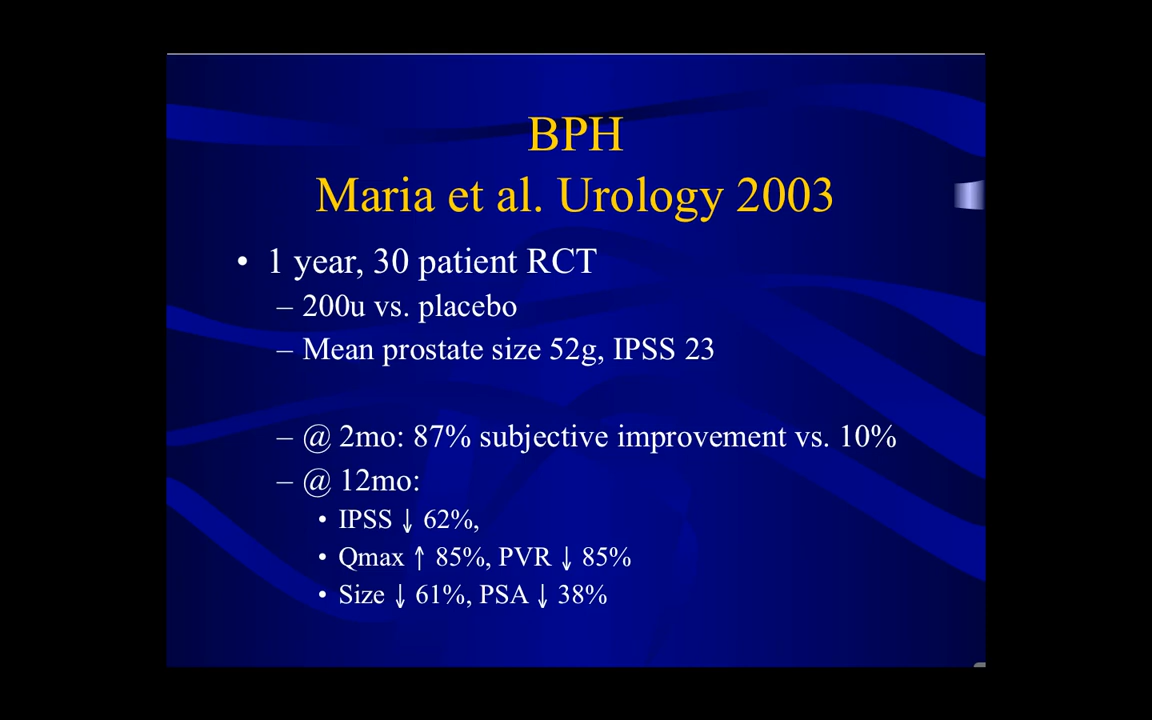 BPH
Maria et al. Urology 2003
• 1 year, 30 patient RCT
– 200u vs. placebo
– Mean prostate size 52g, IPSS 23
– @ 2mo: 87% subjective improvement vs. 10%
– @ 12mo:
• IPSS ↓ 62%,
• Qmax ↑ 85%, PVR ↓ 85%
• Size ↓ 61%, PSA ↓ 38%